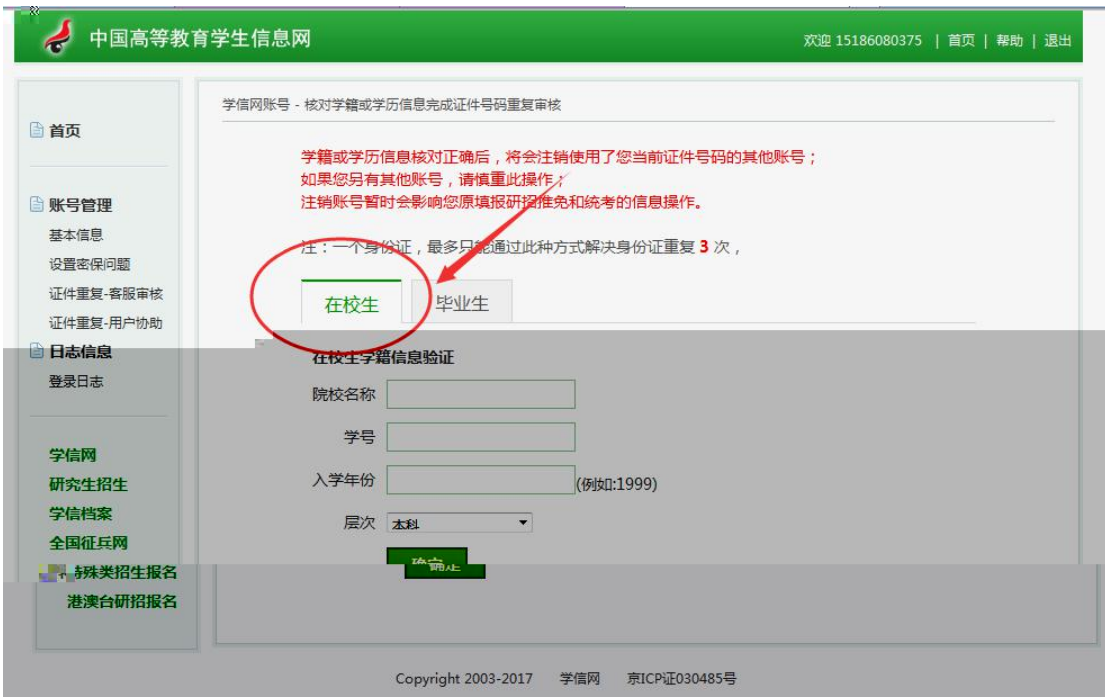 中国高等教育学生信息网
欢迎 15186080375 | 首页 | 帮助 | 退出
首页
账号管理
基本信息
设置密保问题
证件重复-客服审核
证件重复-用户协助
日志信息
登录日志
学信网
研究生招生
学信档案
全国征兵网
特殊类招生报名
港澳台研招报名
学信网账号 - 核对学籍或学历信息完成证件号码重复审核
学籍或学历信息核对正确后，将会注销使用了您当前证件号码的其他账号；
如果您另有其他账号，请慎重此操作；
注销账号暂时会影响您原填报研招推免和统考的信息操作。
注：一个身份证，最多只能通过此种方式解决身份证重复 3 次，
在校生 毕业生
在校生学籍信息验证
院校名称
学号
入学年份 (例如:1999)
层次 本科
Copyright 2003-2017 学信网 京ICP证030485号